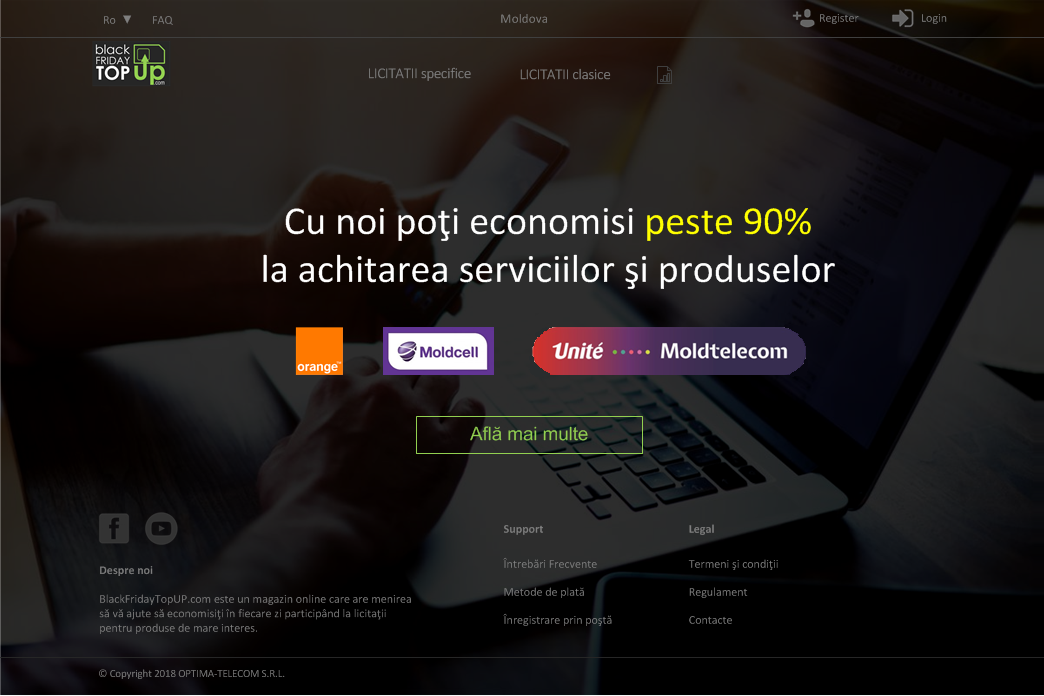 Ro ▼ FAQ
Moldova
Register
Login
black
FRIDAY
TOP Up
.com
LICITATII specifice
LICITATII clasice
Cu noi poţi economisi peste 90%
la achitarea serviciilor şi produselor
orange™
Moldcell
Unité ····· Moldtelecom
Află mai multe
Despre noi
BlackFridayTopUP.com este un magazin online care are menirea
să vă ajute să economisiţi în fiecare zi participând la licitaţii
pentru produse de mare interes.
Support
Întrebări Frecvente
Metode de plată
Înregistrare prin poştă
Legal
Termeni şi condiţii
Regulament
Contacte
© Copyright 2018 OPTIMA-TELECOM S.R.L.